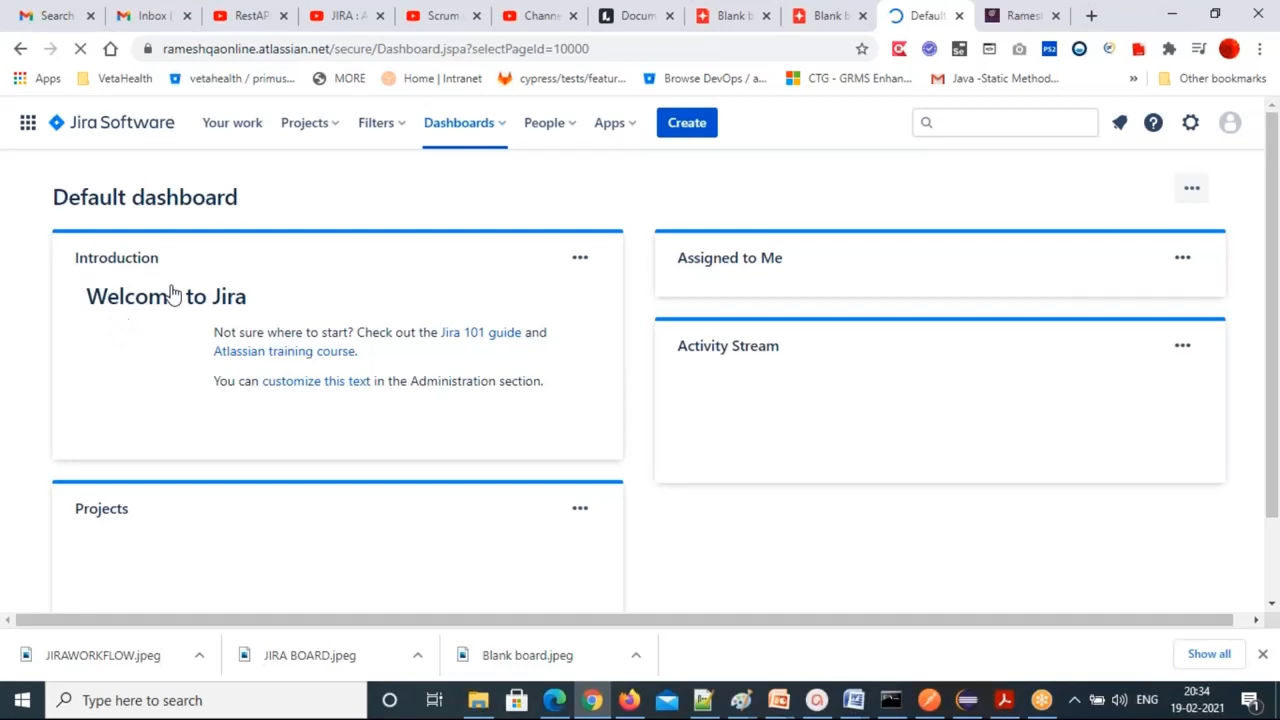 Search
Inbox (
RestAP
JIRA : A
Scrum
Chann
Docum
Blank b
Blank b
Default
Ramesh
rameshqaonline.atlassian.net/secure/Dashboard.jspa?selectPageId=10000
Apps
VetaHealth
vetahealth / primus...
MORE
Home | Intranet
cypress/tests/featur...
Browse DevOps / a...
CTG - GRMS Enhan...
Java -Static Method...
»
Other bookmarks
Jira Software
Your work
Projects
Filters
Dashboards
People
Apps
Create
Default dashboard
Introduction
Welcom to Jira
Not sure where to start? Check out the Jira 101 guide and
Atlassian training course.
You can customize this text in the Administration section.
Assigned to Me
Activity Stream
Projects
JIRAWORKFLOW.jpeg
JIRA BOARD.jpeg
Blank board.jpeg
Show all
Type here to search
ENG
20:34
19-02-2021